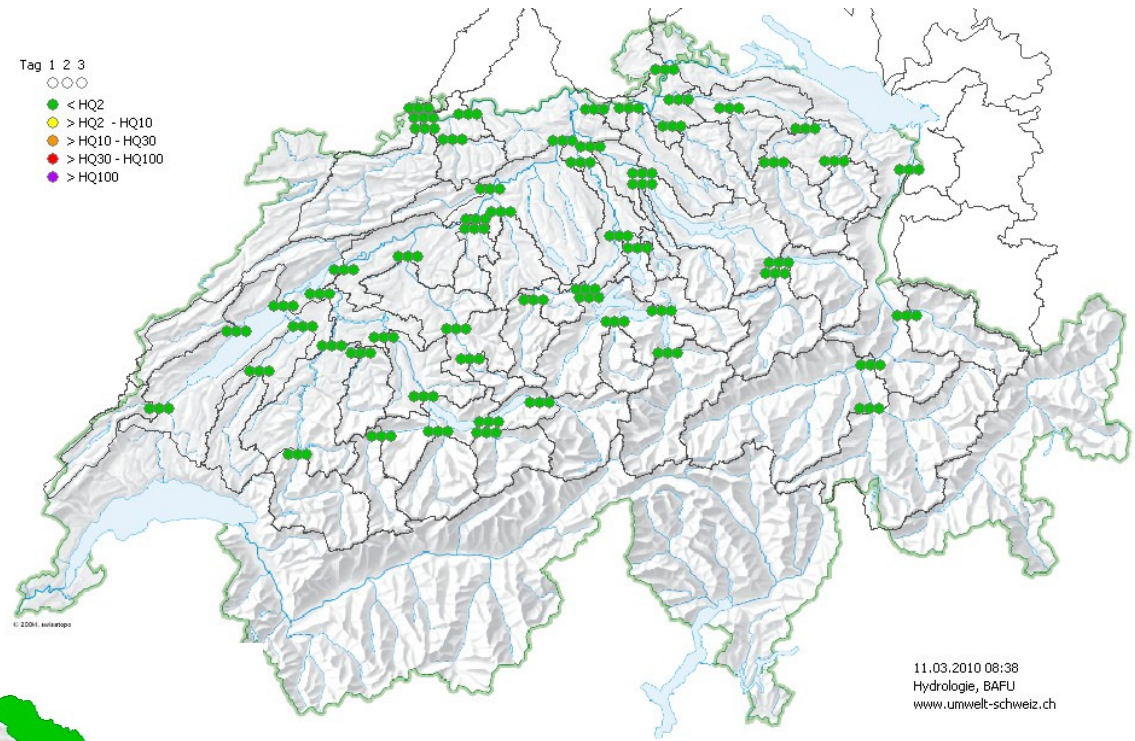 Tag 1 2 3
< HQ2
> HQ2 - HQ10
> HQ10 - HQ30
> HQ30 - HQ100
> HQ100
© 2004, swisstopo
11.03.2010 08:38
Hydrologie, BAFU
www.umwelt-schweiz.ch